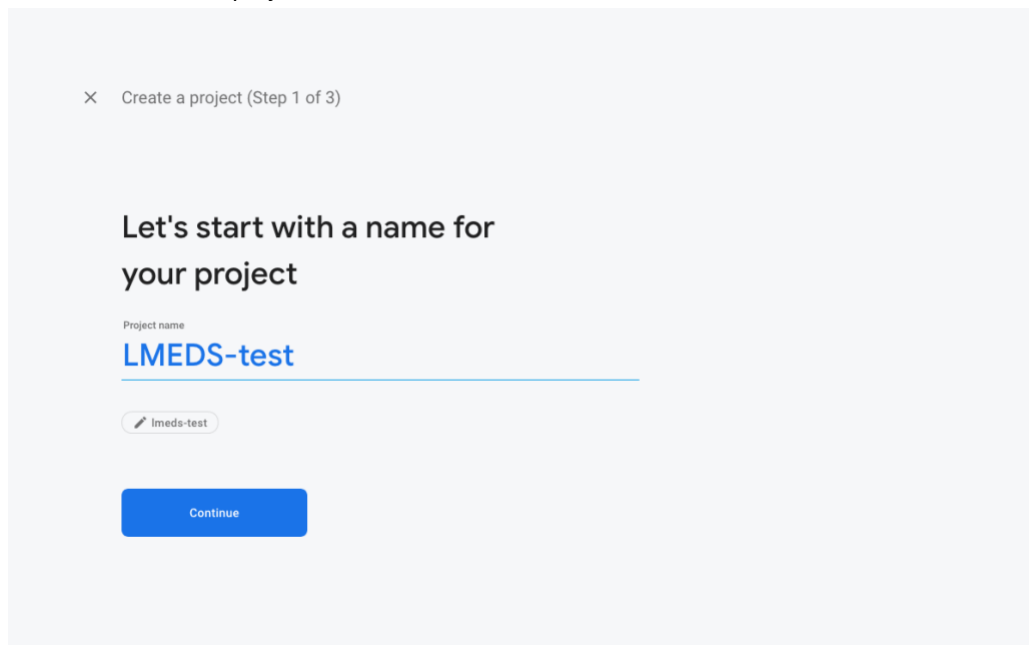 Create a project (Step 1 of 3)
Let's start with a name for
your project
Project name
LMEDS-test
lmeds-test
Continue